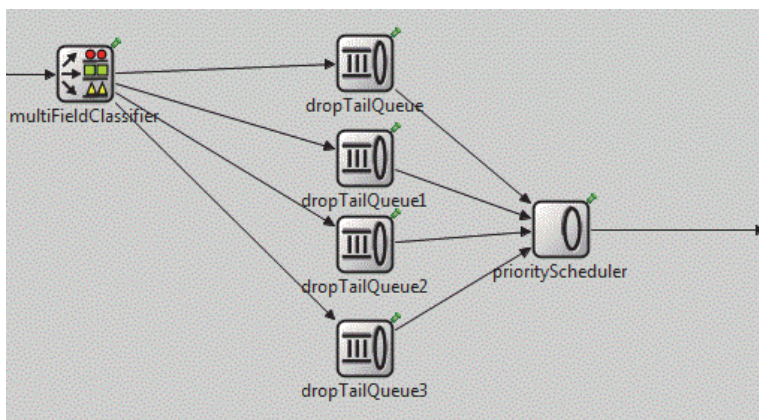 multiFieldClassifier
dropTailQueue
dropTailQueue1
dropTailQueue2
dropTailQueue3
priorityScheduler